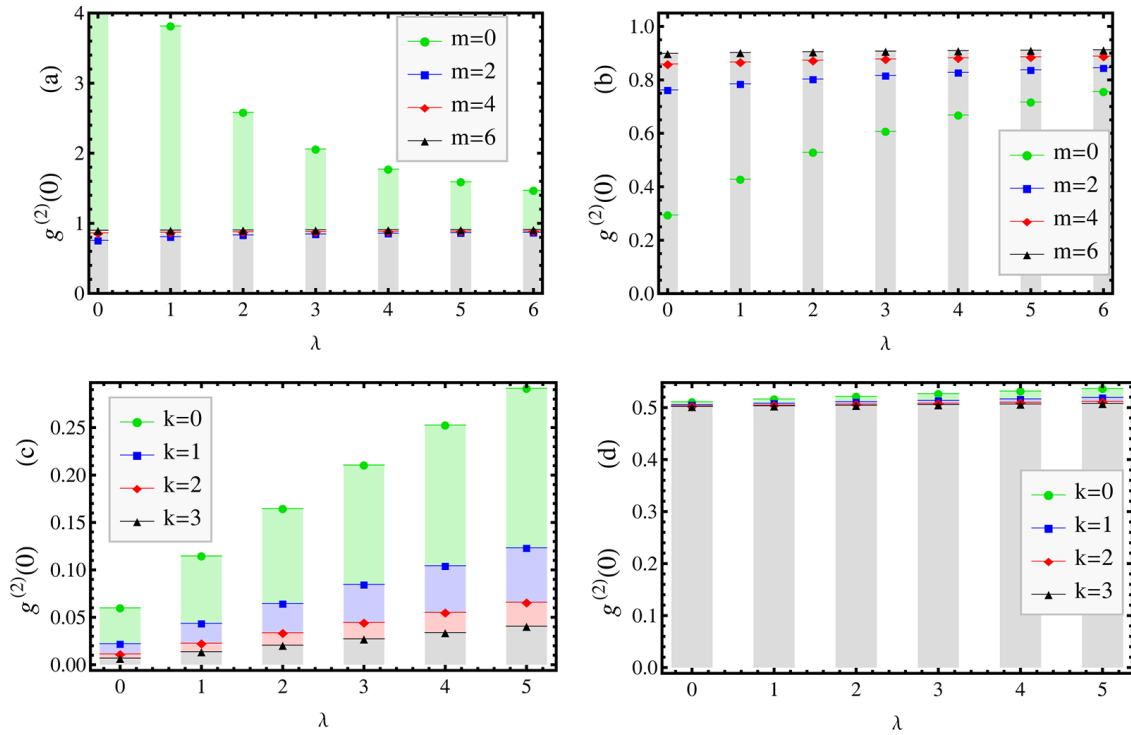 (a)
g(2)(0)
4
3
2
1
0
m=0
m=2
m=4
m=6
0 1 2 3 4 5 6
λ
(b)
g(2)(0)
1.0
0.8
0.6
0.4
0.2
0.0
m=0
m=2
m=4
m=6
0 1 2 3 4 5 6
λ
(c)
g(2)(0)
0.25
0.20
0.15
0.10
0.05
0.00
k=0
k=1
k=2
k=3
0 1 2 3 4 5
λ
(d)
g(2)(0)
0.5
0.4
0.3
0.2
0.1
0.0
k=0
k=1
k=2
k=3
0 1 2 3 4 5
λ